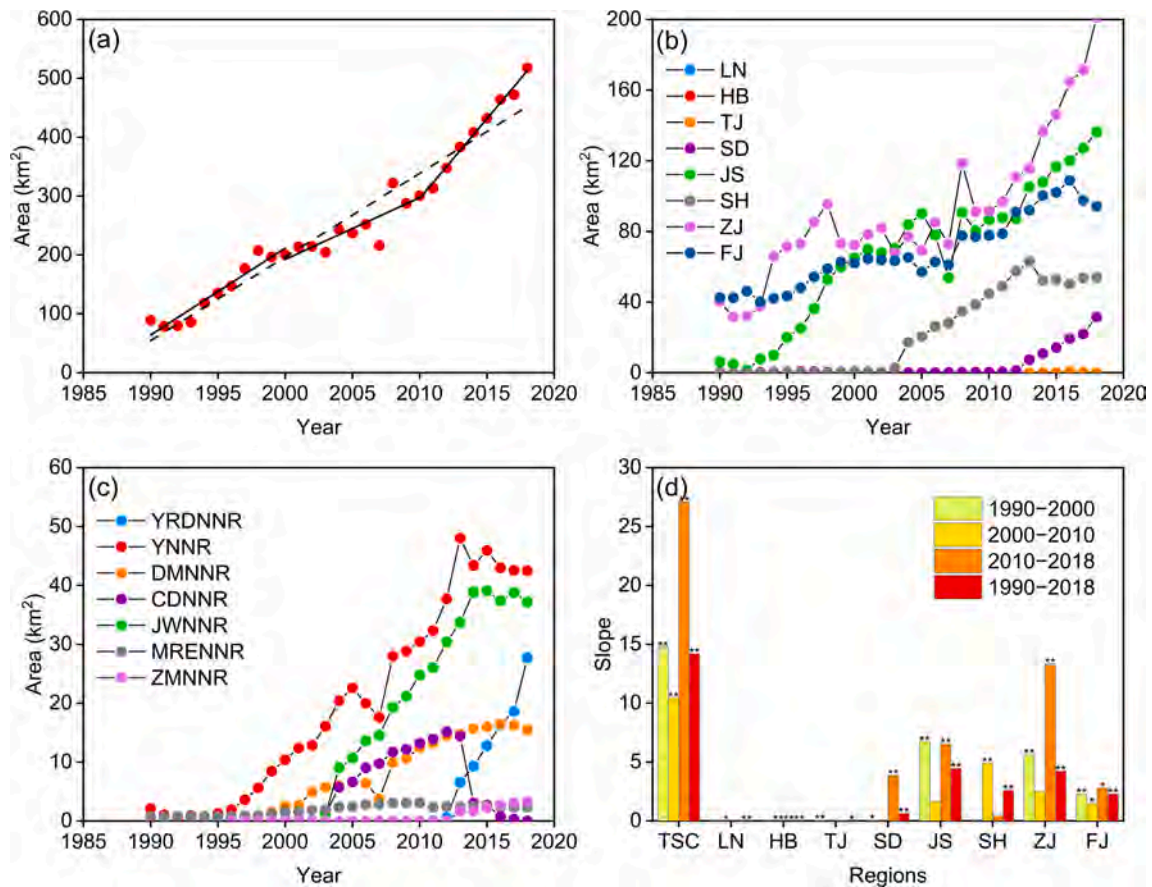 (a)
600
500
400
300
200
100
0
Area (km²)
1985 1990 1995 2000 2005 2010 2015 2020
Year
(b)
200
160
120
80
40
0
Area (km²)
LN
HB
TJ
SD
JS
SH
ZJ
FJ
1985 1990 1995 2000 2005 2010 2015 2020
Year
(c)
60
50
40
30
20
10
0
Area (km²)
YRDNNR
YNNR
DMNNR
CDNNR
JWNNR
MRENNR
ZMNNR
1985 1990 1995 2000 2005 2010 2015 2020
Year
(d)
30
25
20
15
10
5
0
Slope
1990−2000
2000−2010
2010−2018
1990−2018
TSC LN HB TJ SD JS SH ZJ FJ
Regions